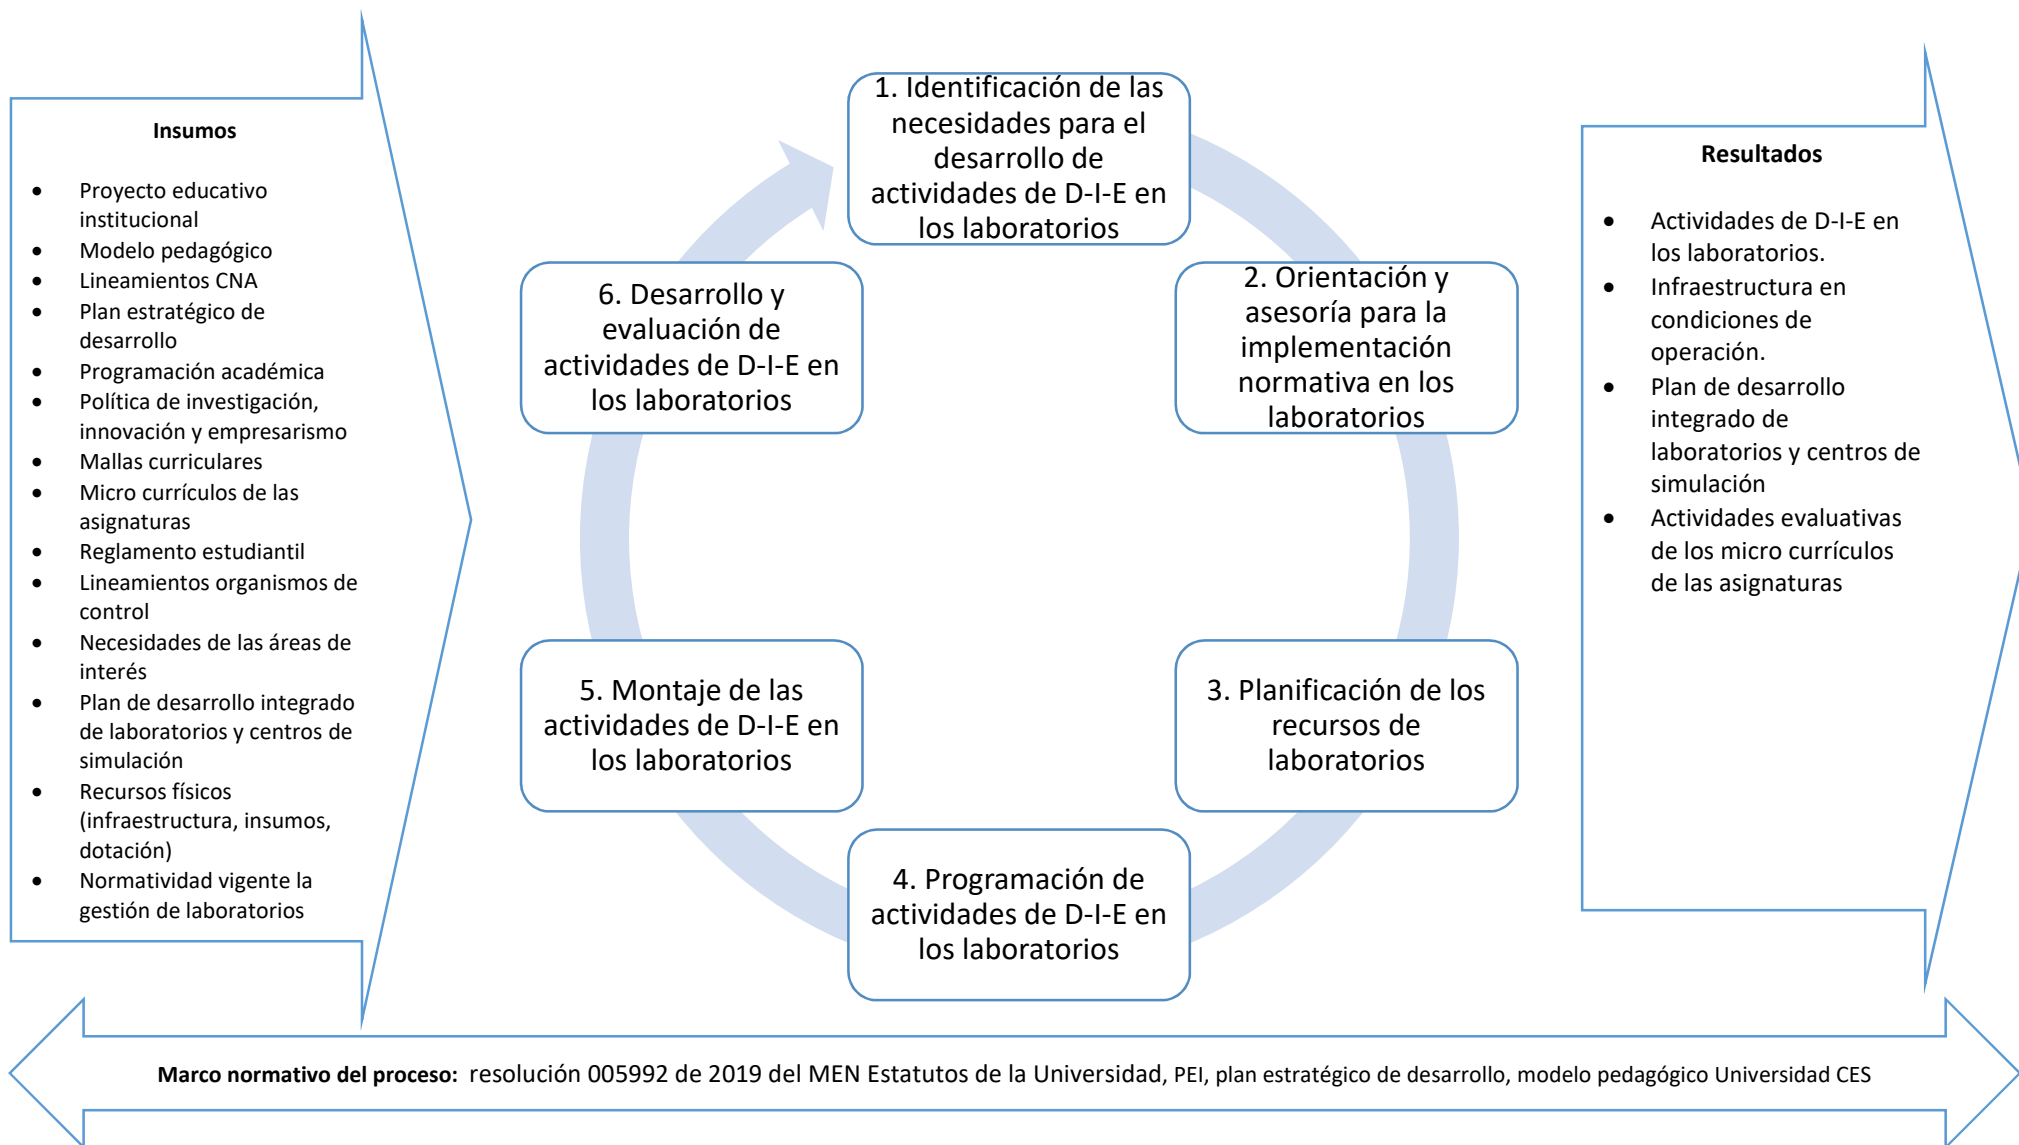 Insumos
• Proyecto educativo
institucional
• Modelo pedagógico
• Lineamientos CNA
• Plan estratégico de
desarrollo
• Programación académica
• Política de investigación,
innovación y empresarismo
• Mallas curriculares
• Micro currículos de las
asignaturas
• Reglamento estudiantil
• Lineamientos organismos de
control
• Necesidades de las áreas de
interés
• Plan de desarrollo integrado
de laboratorios y centros de
simulación
• Recursos físicos
(infraestructura, insumos,
dotación)
• Normatividad vigente la
gestión de laboratorios
1. Identificación de las
necesidades para el
desarrollo de
actividades de D-I-E en
los laboratorios
2. Orientación y
asesoría para la
implementación
normativa en los
laboratorios
3. Planificación de los
recursos de
laboratorios
4. Programación de
actividades de D-I-E en
los laboratorios
5. Montaje de las
actividades de D-I-E en
los laboratorios
6. Desarrollo y
evaluación de
actividades de D-I-E en
los laboratorios
Resultados
• Actividades de D-I-E en
los laboratorios.
• Infraestructura en
condiciones de
operación.
• Plan de desarrollo
integrado de
laboratorios y centros de
simulación
• Actividades evaluativas
de los micro currículos
de las asignaturas
Marco normativo del proceso: resolución 005992 de 2019 del MEN Estatutos de la Universidad, PEI, plan estratégico de desarrollo, modelo pedagógico Universidad CES